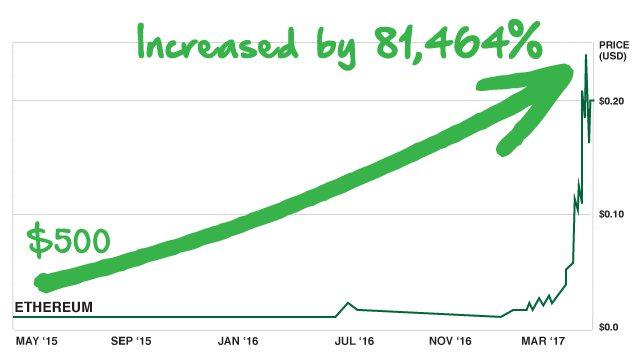 Increased by 81,464%
PRICE
(USD)
$0.20
$0.10
$500
ETHEREUM
$0.0
MAY '15 SEP '15 JAN '16 JUL '16 NOV '16 MAR '17